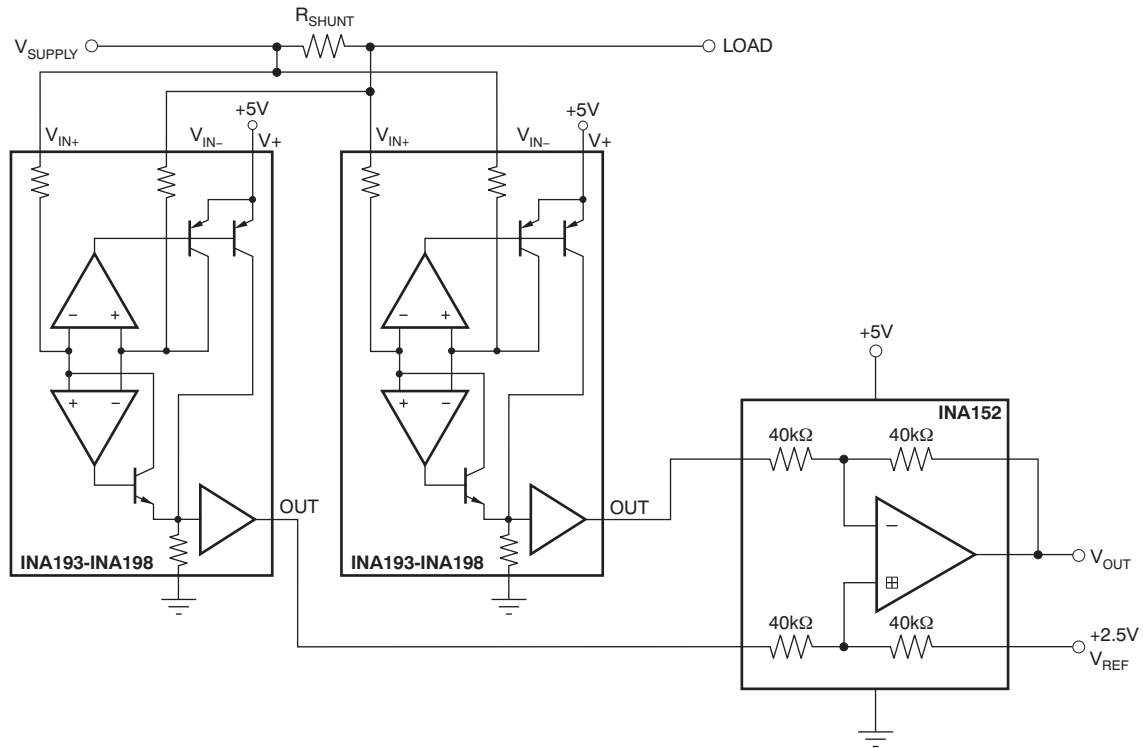 R_SHUNT
V_SUPPLY
LOAD
V_IN+
V_IN–
+5V
V+
V_IN+
V_IN–
+5V
V+
– +
+ –
OUT
INA193-INA198
– +
+ –
OUT
INA193-INA198
+5V
INA152
40kΩ
40kΩ
–
+
V_OUT
40kΩ
40kΩ
+2.5V
V_REF